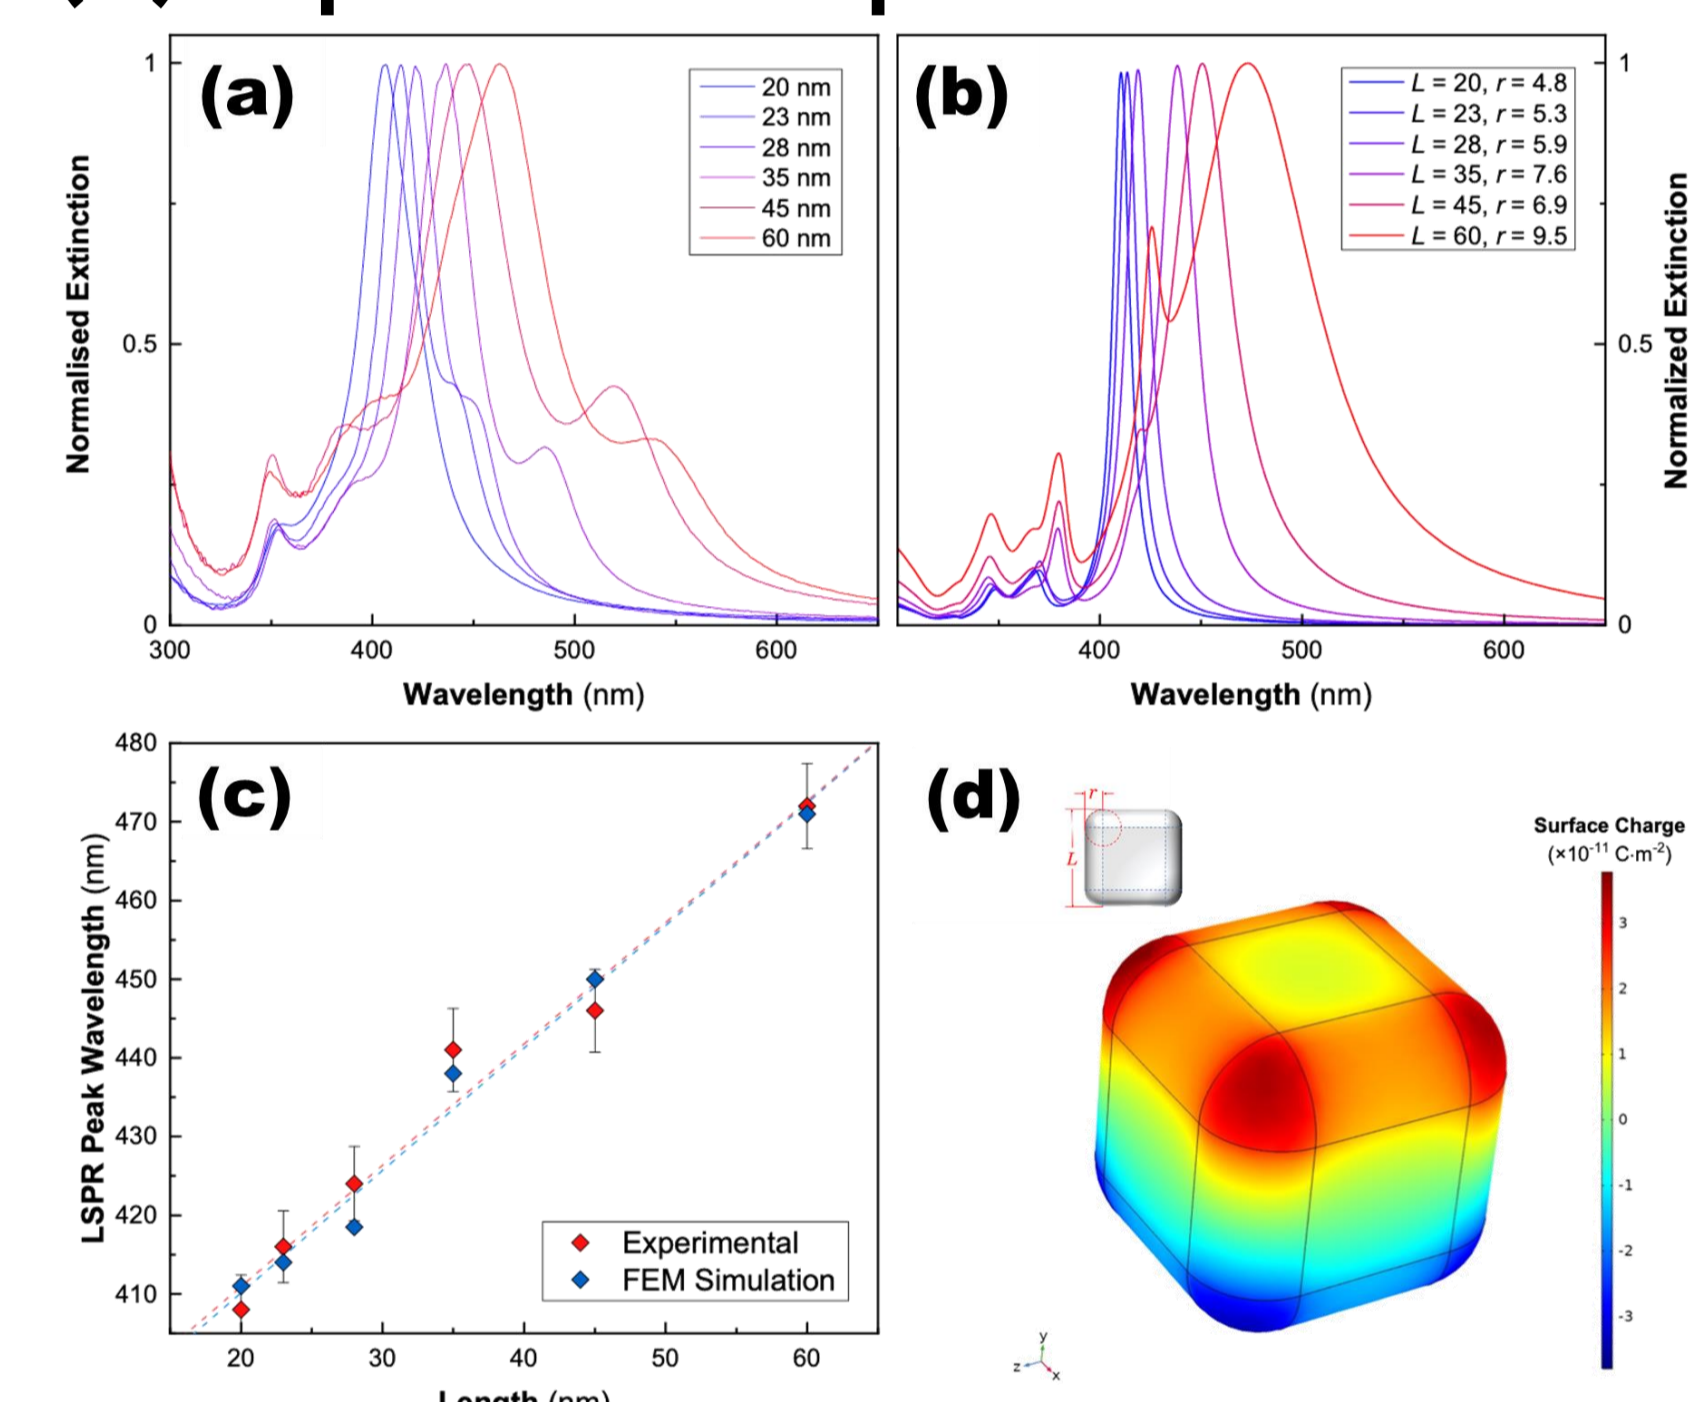 (a)
20 nm
23 nm
28 nm
35 nm
45 nm
60 nm
1
0.5
0
Normalised Extinction
300 400 500 600
Wavelength (nm)
(b)
L = 20, r = 4.8
L = 23, r = 5.3
L = 28, r = 5.9
L = 35, r = 7.6
L = 45, r = 6.9
L = 60, r = 9.5
1
0.5
0
Normalized Extinction
400 500 600
Wavelength (nm)
(c)
480
470
460
450
440
430
420
410
LSPR Peak Wavelength (nm)
Experimental
FEM Simulation
20 30 40 50 60
Length (nm)
(d)
r
L
Surface Charge
(×10⁻¹¹ C·m⁻²)
3
2
1
0
-1
-2
-3
y
z
x